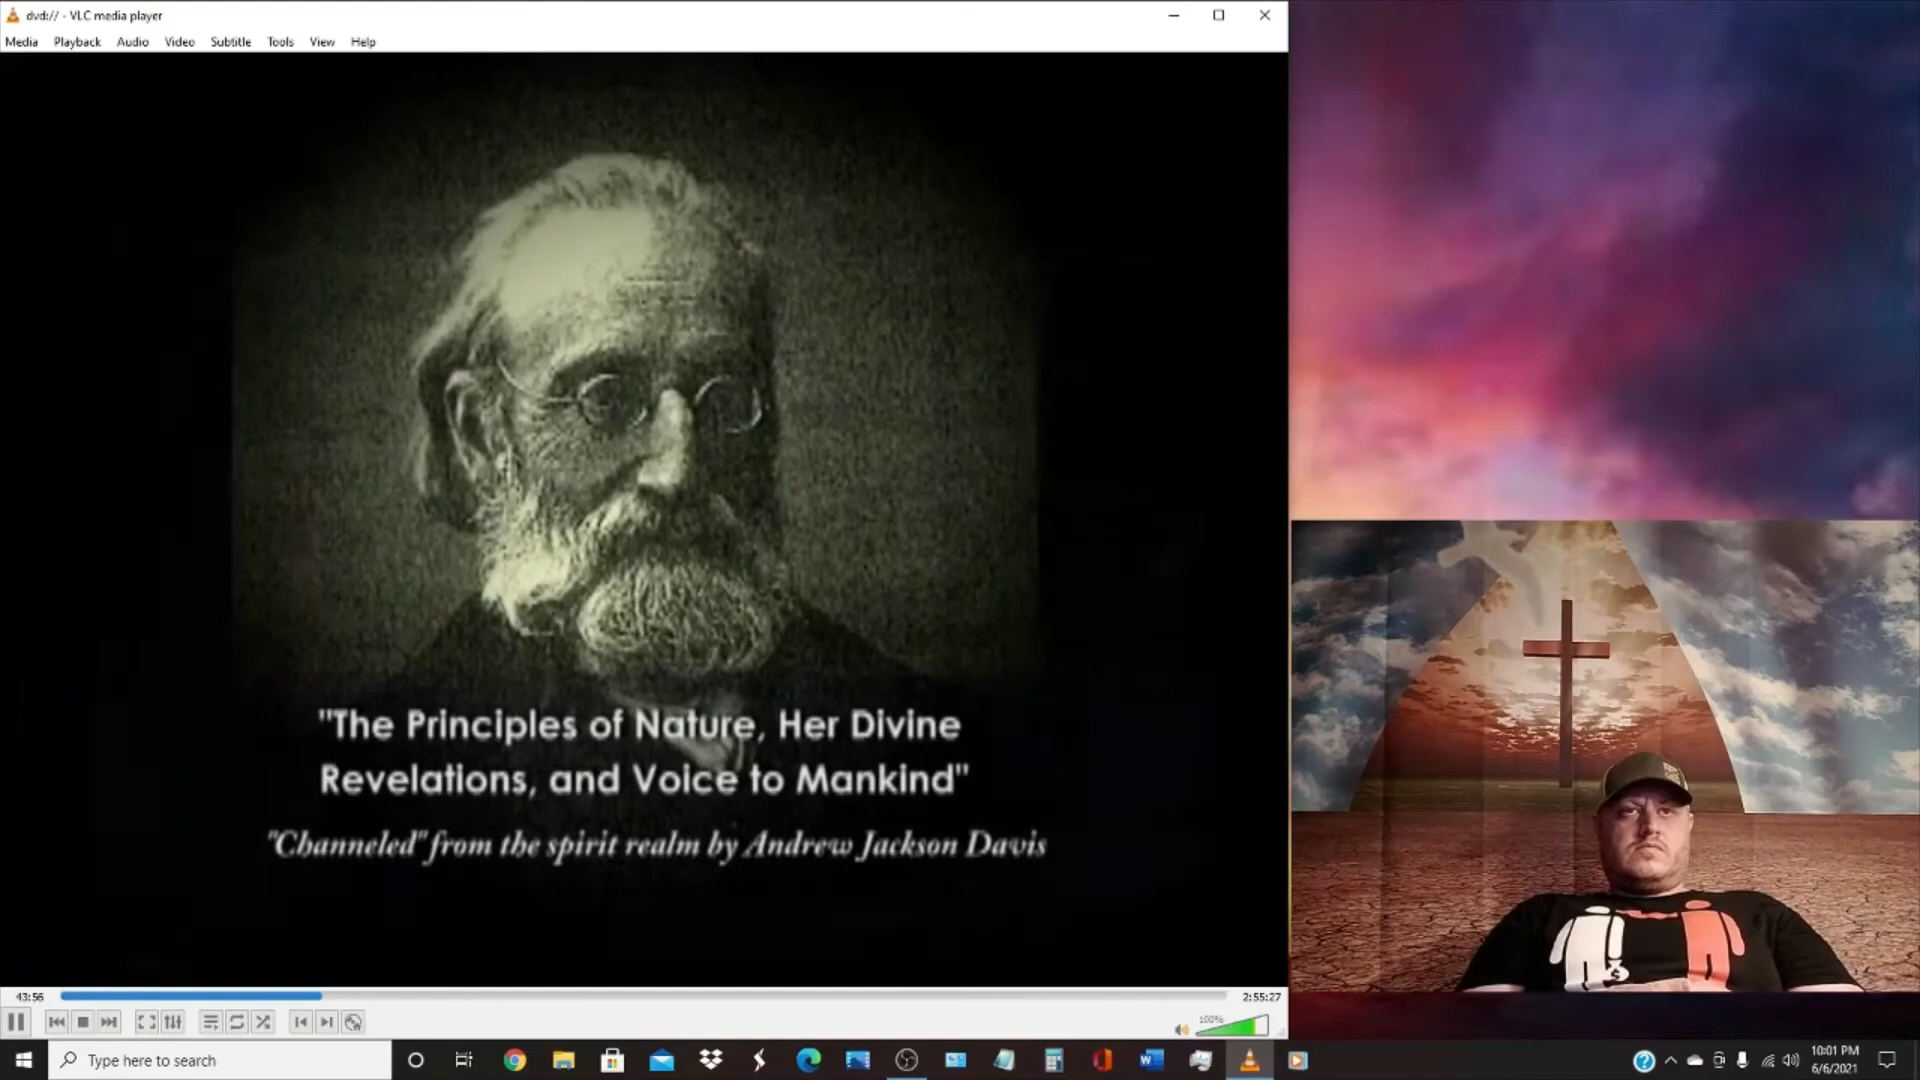 dvd:// - VLC media player
Media Playback Audio Video Subtitle Tools View Help
"The Principles of Nature, Her Divine
Revelations, and Voice to Mankind"
"Channeled" from the spirit realm by Andrew Jackson Davis
43:56
2:55:27
100%
Type here to search
10:01 PM
6/6/2021